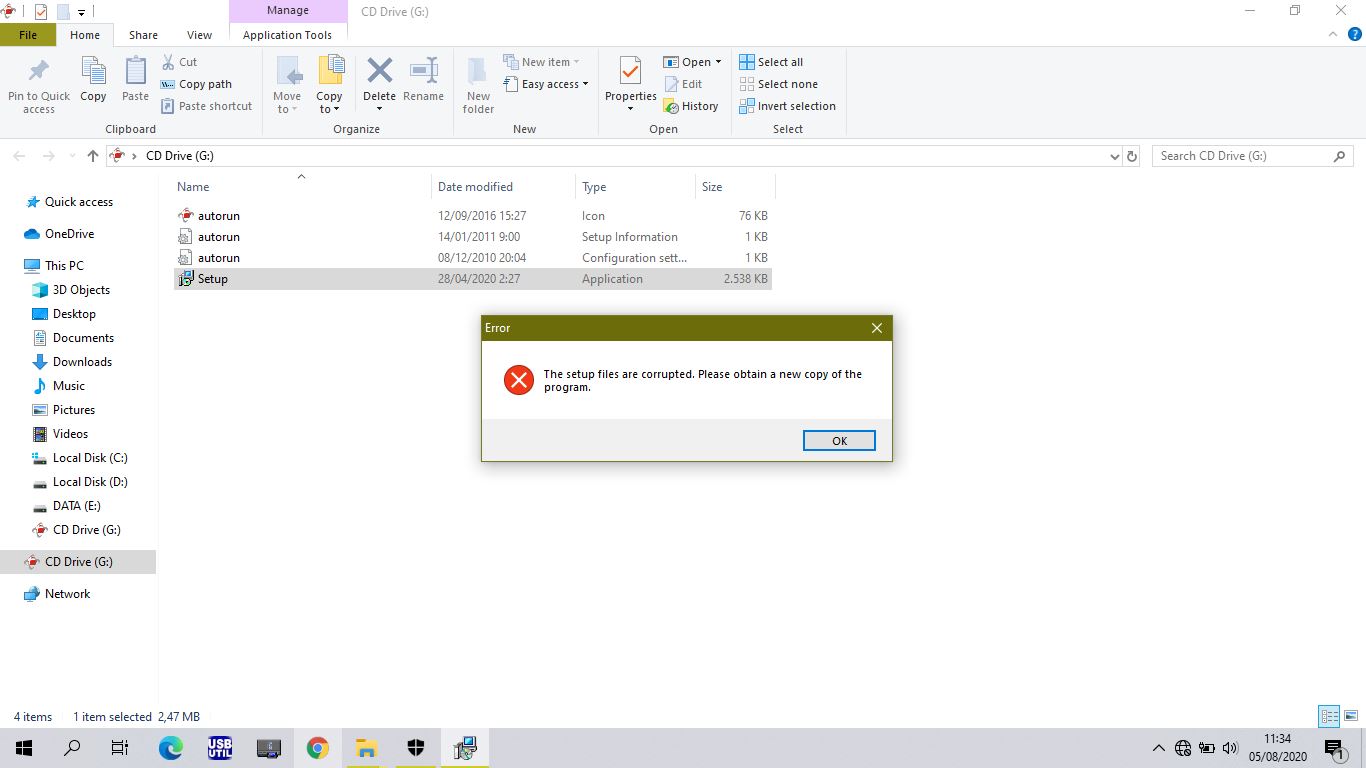 Manage
CD Drive (G:)
File
Home
Share
View
Application Tools
Pin to Quick access
Copy
Paste
Cut
Copy path
Paste shortcut
Clipboard
Move to
Copy to
Delete
Rename
Organize
New folder
New item
Easy access
New
Properties
Open
Edit
History
Open
Select all
Select none
Invert selection
Select
CD Drive (G:)
Search CD Drive (G:)
Name
Date modified
Type
Size
autorun 12/09/2016 15:27 Icon 76 KB
autorun 14/01/2011 9:00 Setup Information 1 KB
autorun 08/12/2010 20:04 Configuration sett... 1 KB
Setup 28/04/2020 2:27 Application 2.538 KB
Quick access
OneDrive
This PC
3D Objects
Desktop
Documents
Downloads
Music
Pictures
Videos
Local Disk (C:)
Local Disk (D:)
DATA (E:)
CD Drive (G:)
CD Drive (G:)
Network
Error
The setup files are corrupted. Please obtain a new copy of the
program.
OK
4 items 1 item selected 2,47 MB
USB
UTIL
11:34
05/08/2020
1